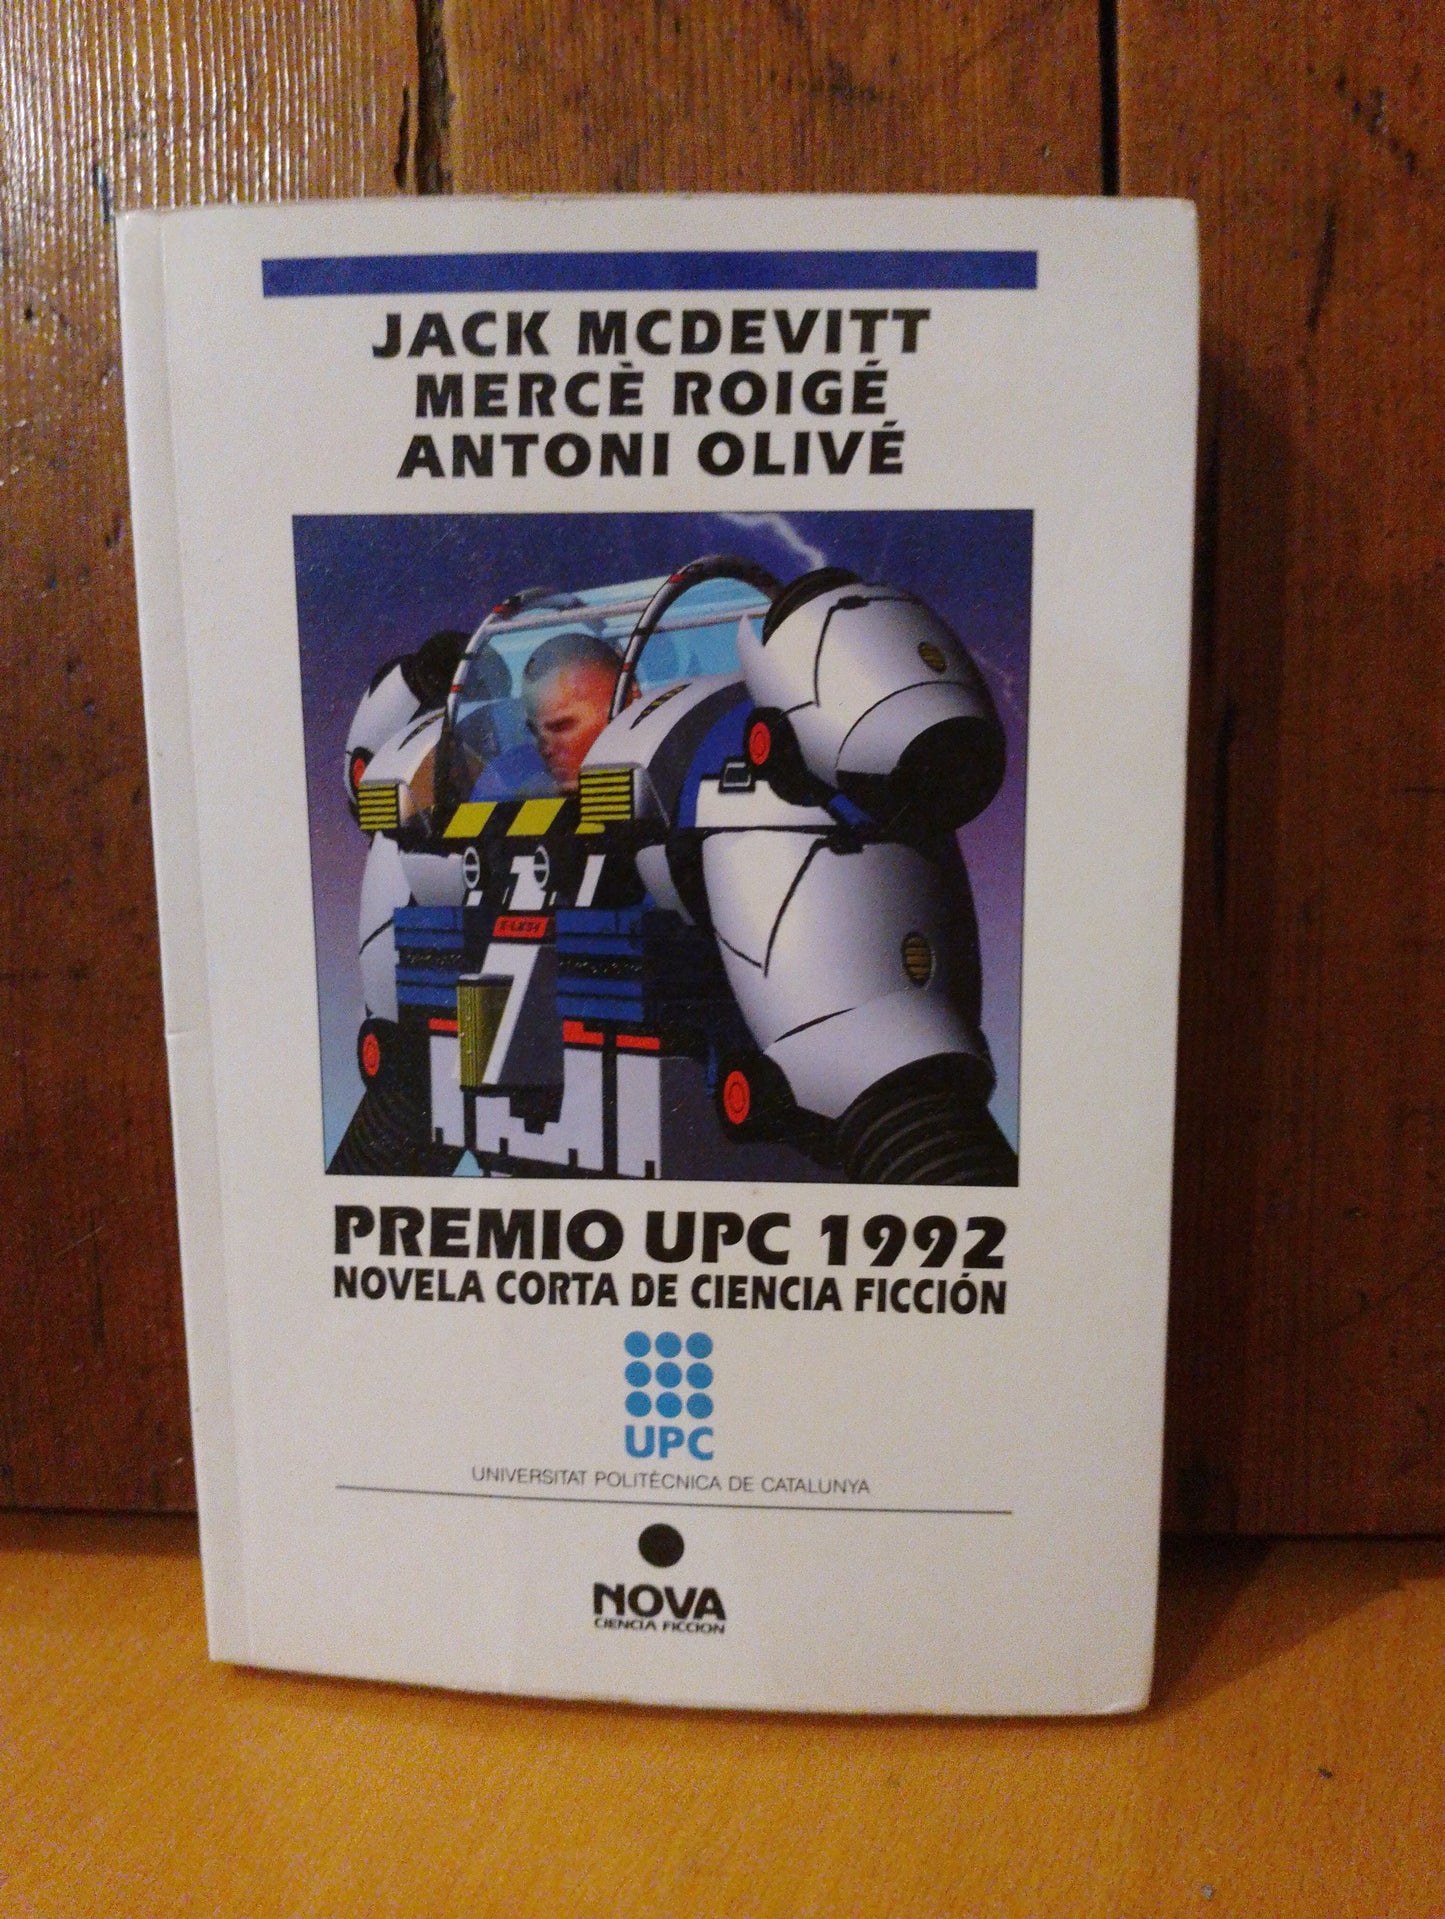 JACK MCDEVITT
MERCÈ ROIGÉ
ANTONI OLIVÉ
PREMIO UPC 1992
NOVELA CORTA DE CIENCIA FICCIÓN
UPC
UNIVERSITAT POLITÈCNICA DE CATALUNYA
NOVA
CIENCIA FICCION